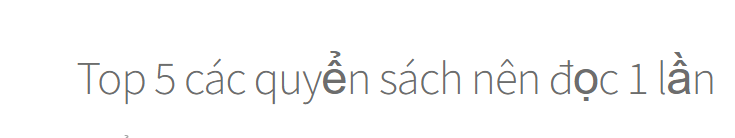 Top 5 các quyển sách nên đọc 1 lần